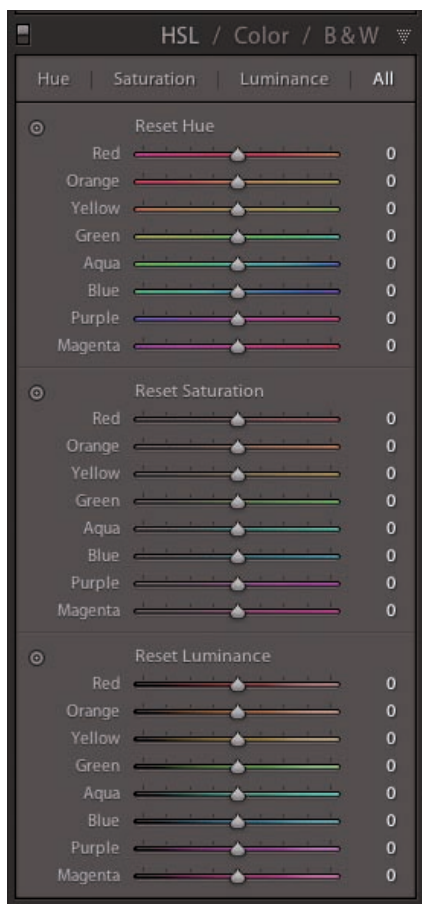 HSL / Color / B & W
Hue | Saturation | Luminance | All
Reset Hue
Red 0
Orange 0
Yellow 0
Green 0
Aqua 0
Blue 0
Purple 0
Magenta 0
Reset Saturation
Red 0
Orange 0
Yellow 0
Green 0
Aqua 0
Blue 0
Purple 0
Magenta 0
Reset Luminance
Red 0
Orange 0
Yellow 0
Green 0
Aqua 0
Blue 0
Purple 0
Magenta 0